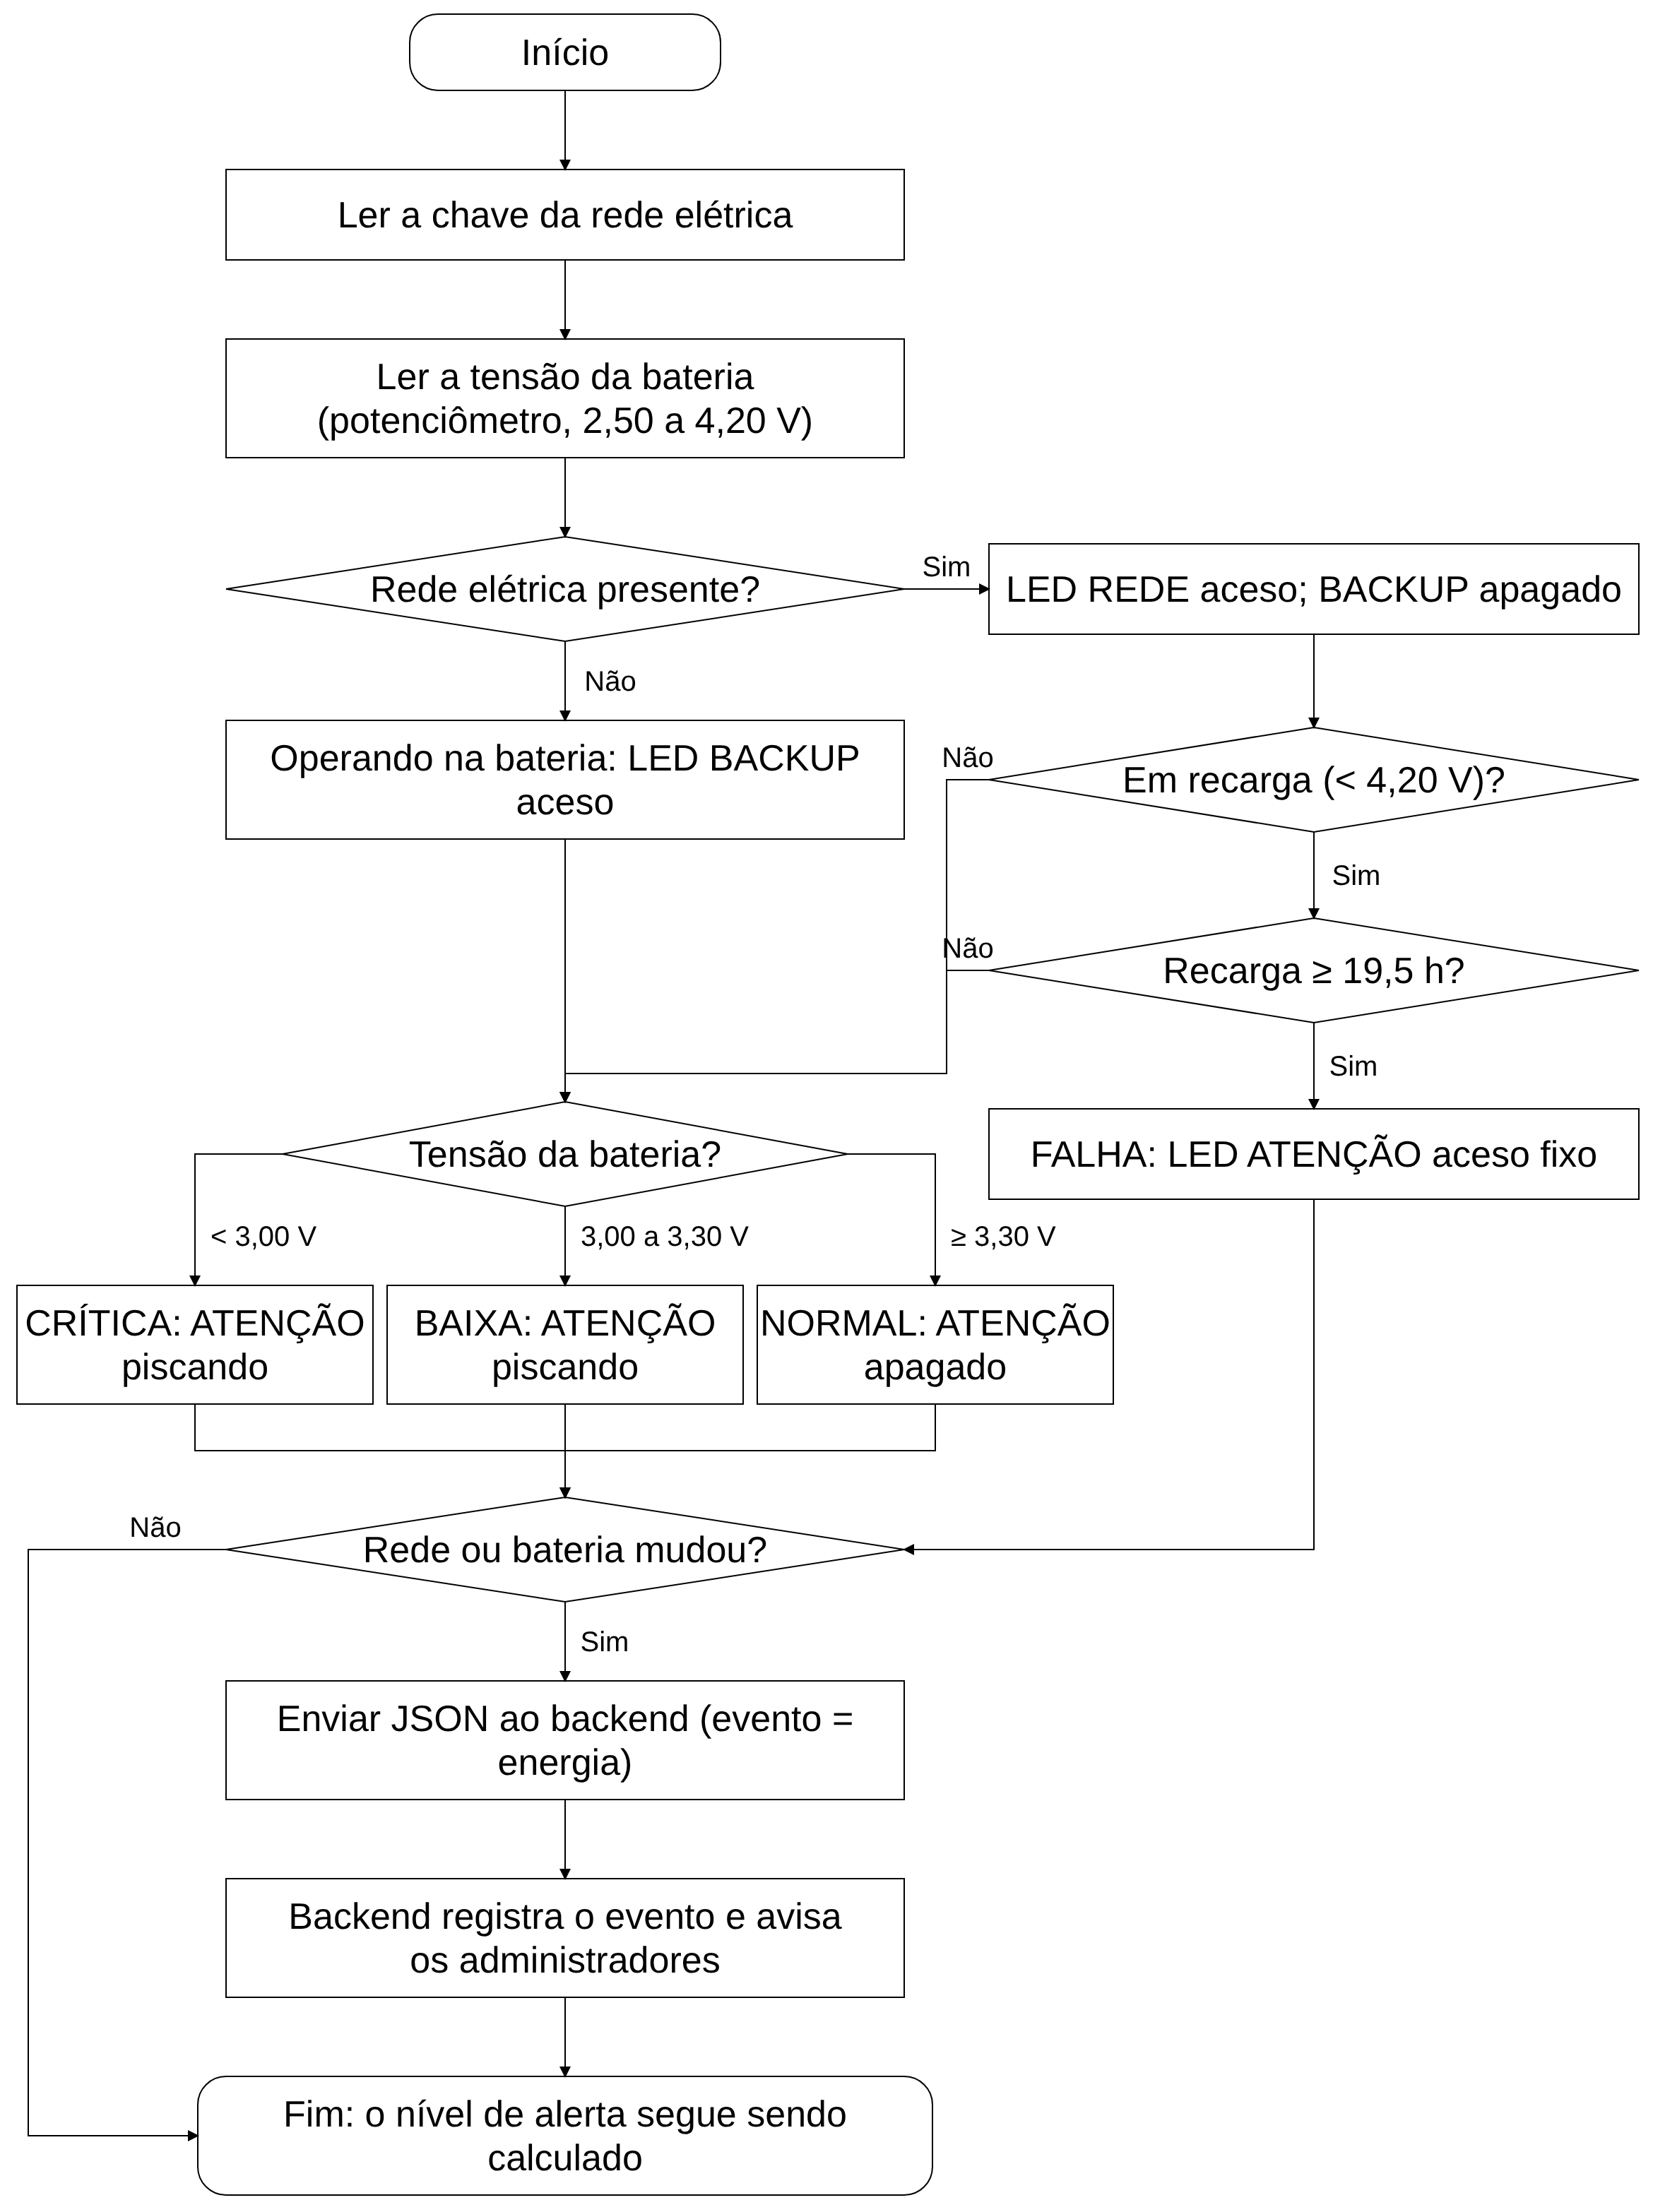 Início
Ler a chave da rede elétrica
Ler a tensão da bateria
(potenciômetro, 2,50 a 4,20 V)
Rede elétrica presente?
Sim
LED REDE aceso; BACKUP apagado
Não
Operando na bateria: LED BACKUP
aceso
Não
Em recarga (< 4,20 V)?
Sim
Não
Recarga ≥ 19,5 h?
Sim
Tensão da bateria?
FALHA: LED ATENÇÃO aceso fixo
< 3,00 V
3,00 a 3,30 V
≥ 3,30 V
CRÍTICA: ATENÇÃO
piscando
BAIXA: ATENÇÃO
piscando
NORMAL: ATENÇÃO
apagado
Não
Rede ou bateria mudou?
Sim
Enviar JSON ao backend (evento =
energia)
Backend registra o evento e avisa
os administradores
Fim: o nível de alerta segue sendo
calculado